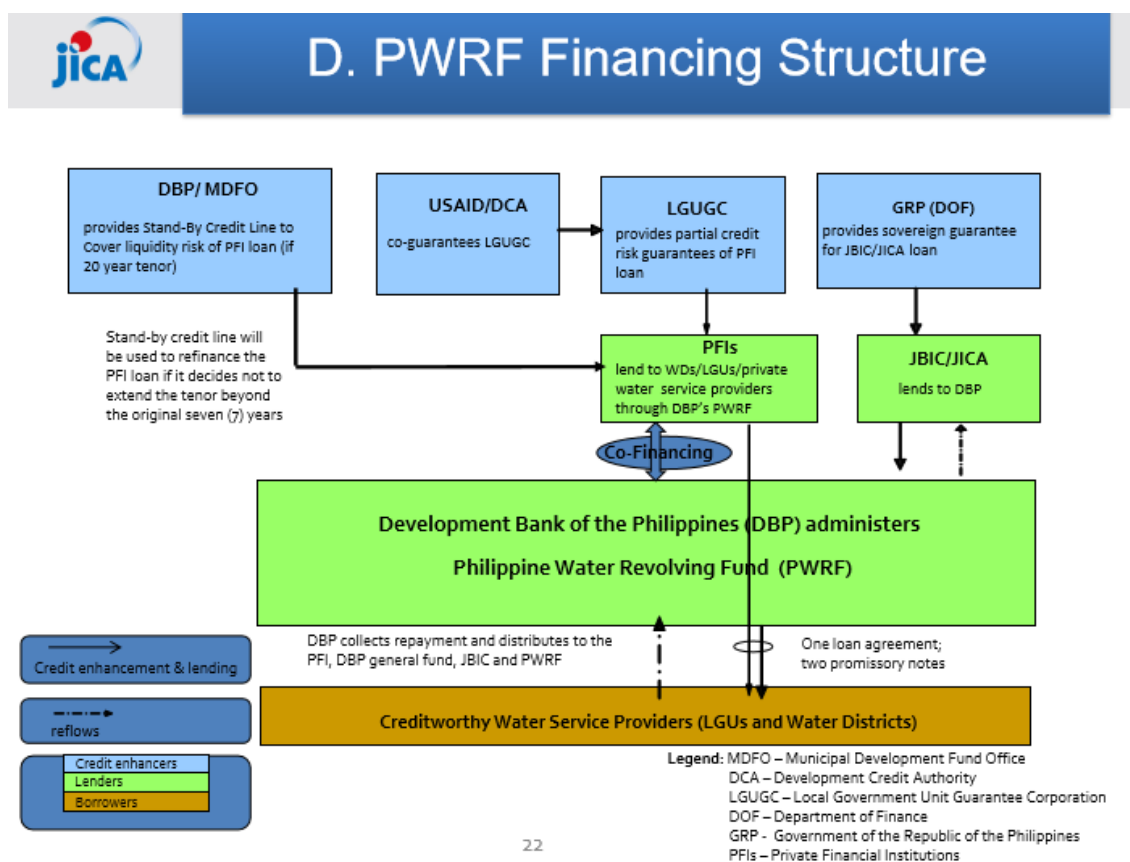 JICA
D. PWRF Financing Structure
DBP/ MDFO
provides Stand-By Credit Line to
Cover liquidity risk of PFI loan (if
20 year tenor)
USAID/DCA
co-guarantees LGUGC
LGUGC
provides partial credit
risk guarantees of PFI
loan
GRP (DOF)
provides sovereign guarantee
for JBIC/JICA loan
Stand-by credit line will
be used to refinance the
PFI loan if it decides not to
extend the tenor beyond
the original seven (7) years
PFIs
lend to WDs/LGUs/private
water service providers
through DBP's PWRF
JBIC/JICA
lends to DBP
Co-Financing
Development Bank of the Philippines (DBP) administers
Philippine Water Revolving Fund (PWRF)
DBP collects repayment and distributes to the
PFI, DBP general fund, JBIC and PWRF
One loan agreement;
two promissory notes
Credit enhancement & lending
reflows
Credit enhancers
Lenders
Borrowers
Creditworthy Water Service Providers (LGUs and Water Districts)
Legend: MDFO – Municipal Development Fund Office
DCA – Development Credit Authority
LGUGC – Local Government Unit Guarantee Corporation
DOF – Department of Finance
GRP - Government of the Republic of the Philippines
PFIs – Private Financial Institutions
22